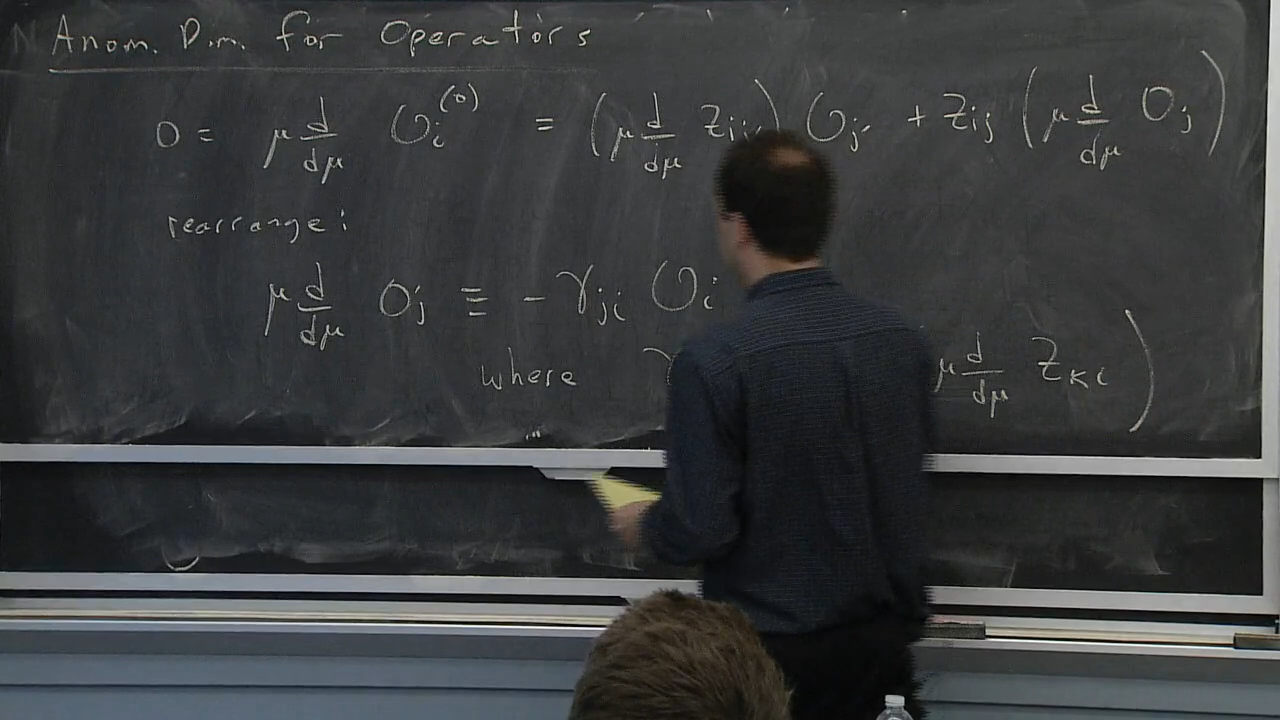 Anom. Dim. for Operators
0 = μ d/dμ O_i^(0) = (μ d/dμ Z_ij) O_j + Z_ij (μ d/dμ O_j)
rearrange:
μ d/dμ O_j ≡ - γ_ji O_i
where γ μ d/dμ Z_ki )